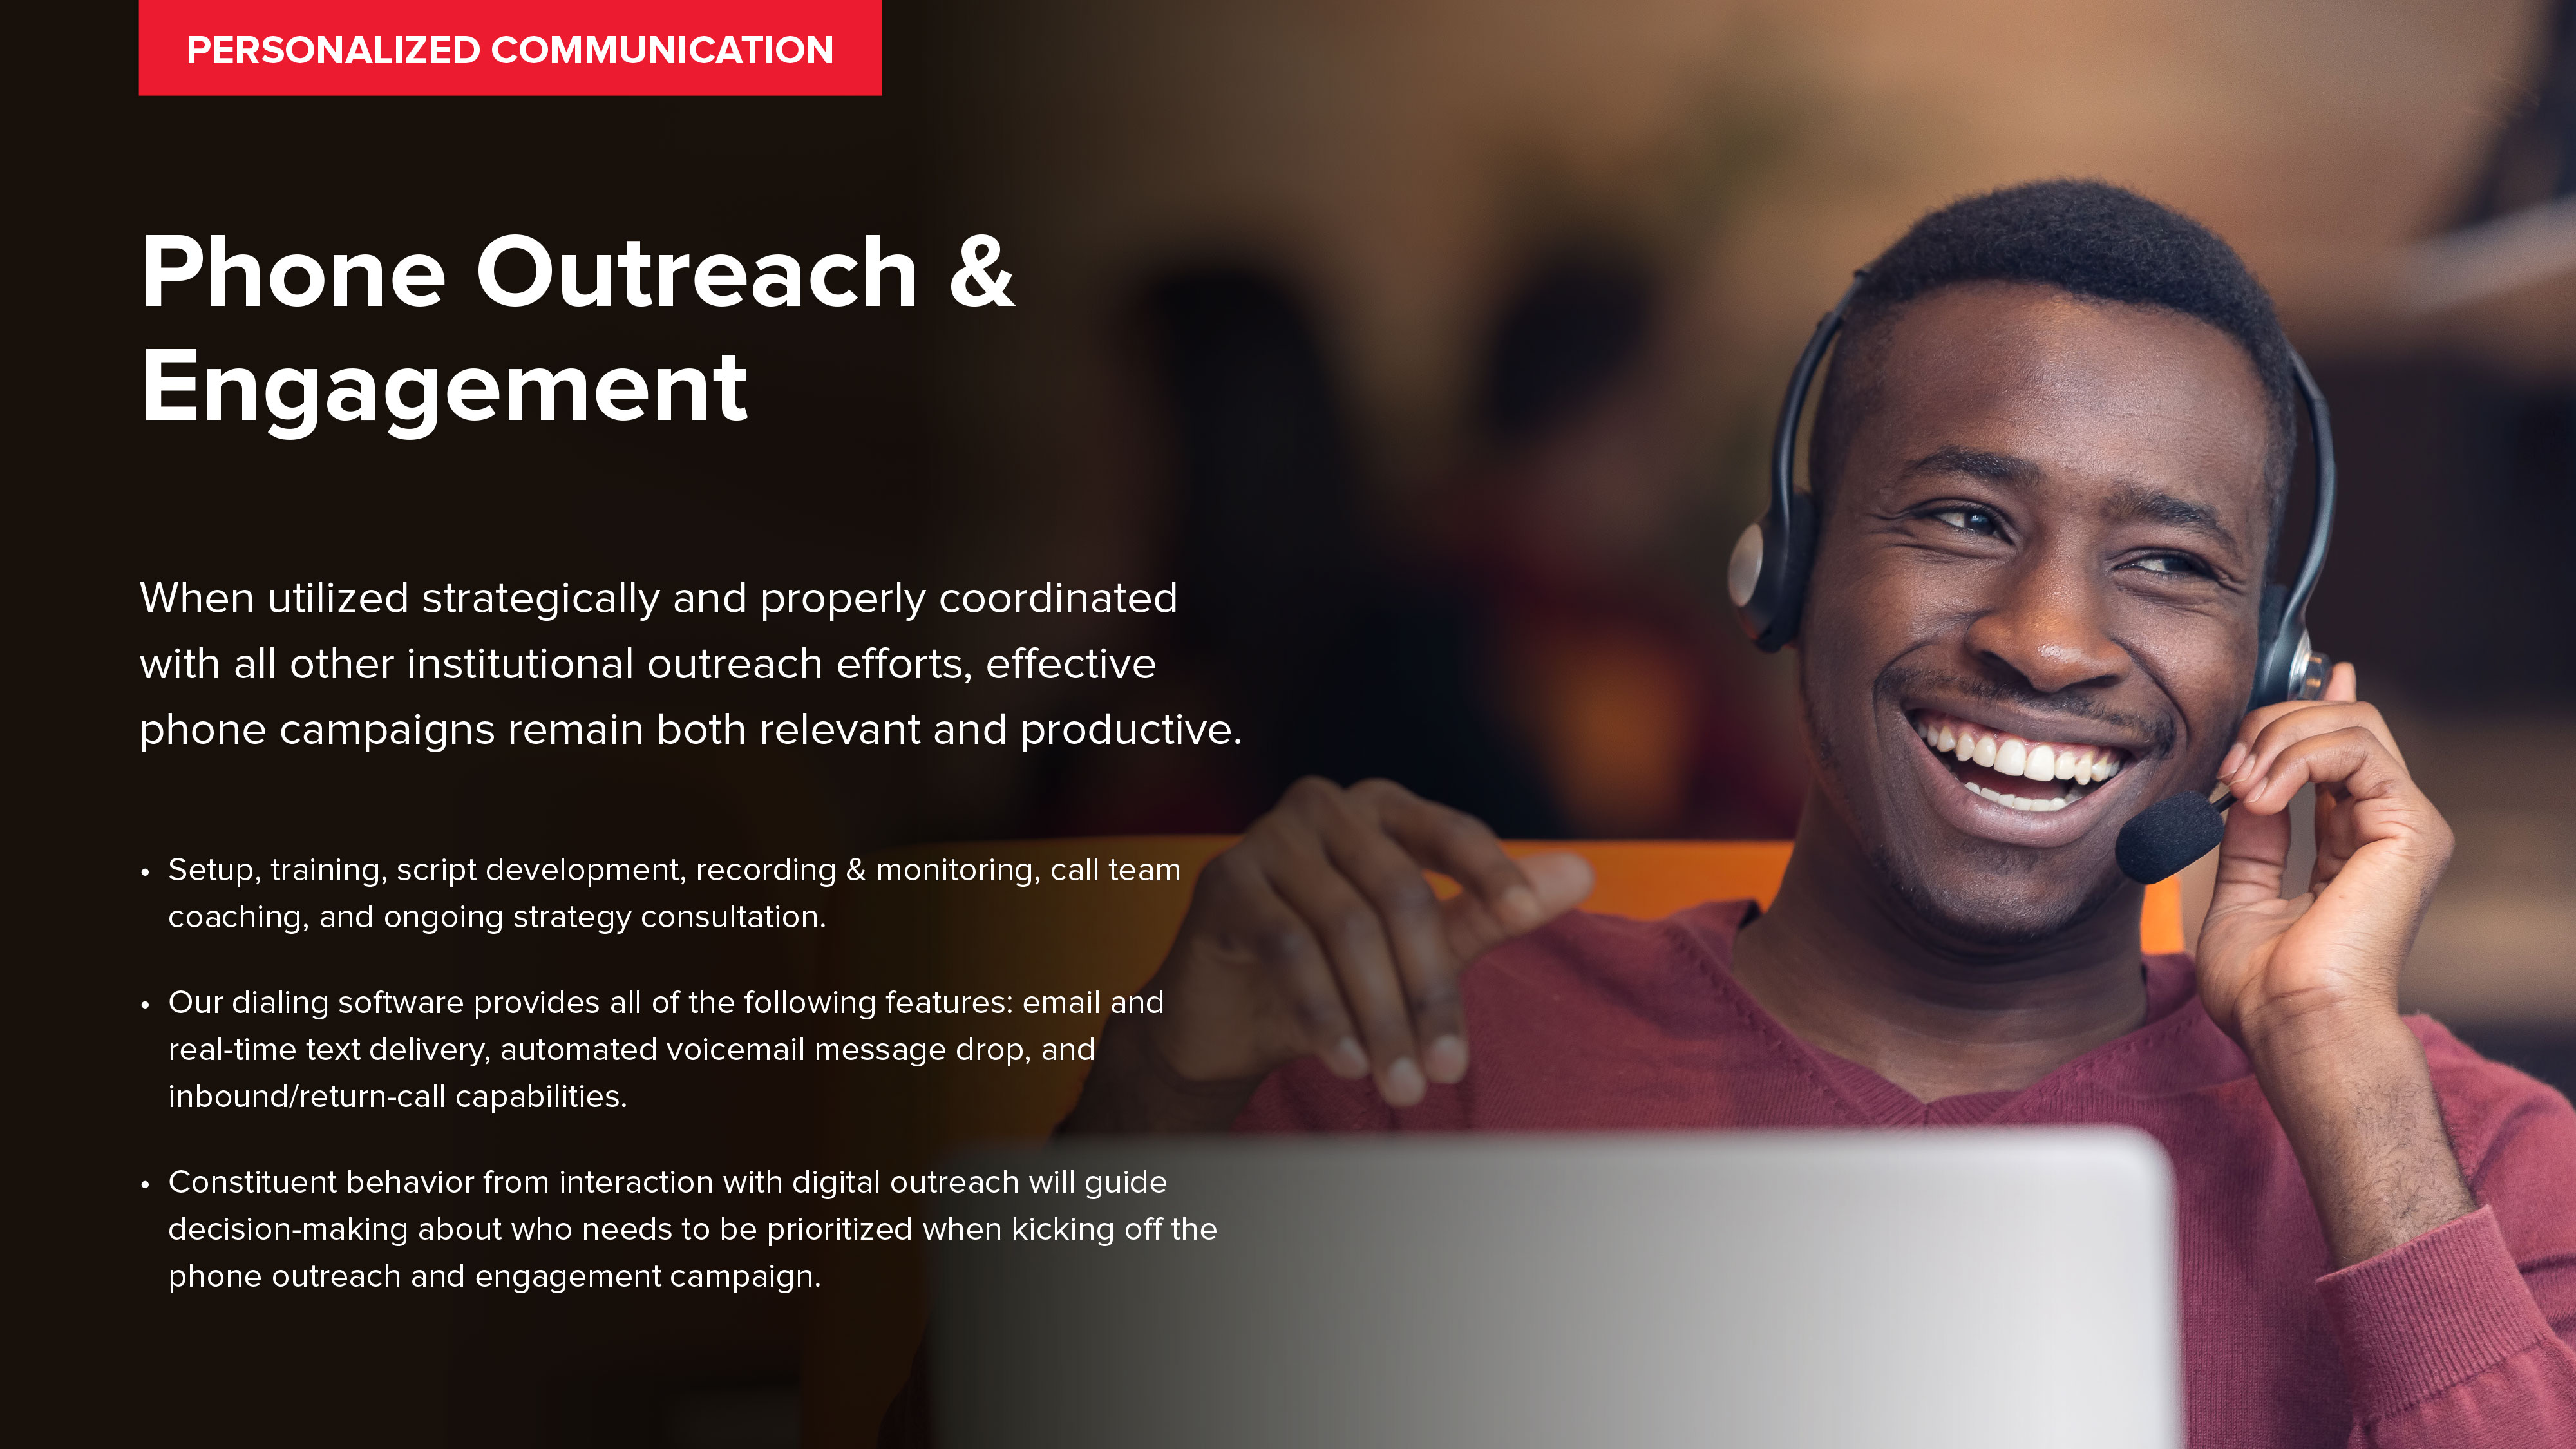 PERSONALIZED COMMUNICATION
Phone Outreach &
Engagement
When utilized strategically and properly coordinated
with all other institutional outreach efforts, effective
phone campaigns remain both relevant and productive.
• Setup, training, script development, recording & monitoring, call team
coaching, and ongoing strategy consultation.
• Our dialing software provides all of the following features: email and
real-time text delivery, automated voicemail message drop, and
inbound/return-call capabilities.
• Constituent behavior from interaction with digital outreach will guide
decision-making about who needs to be prioritized when kicking off the
phone outreach and engagement campaign.